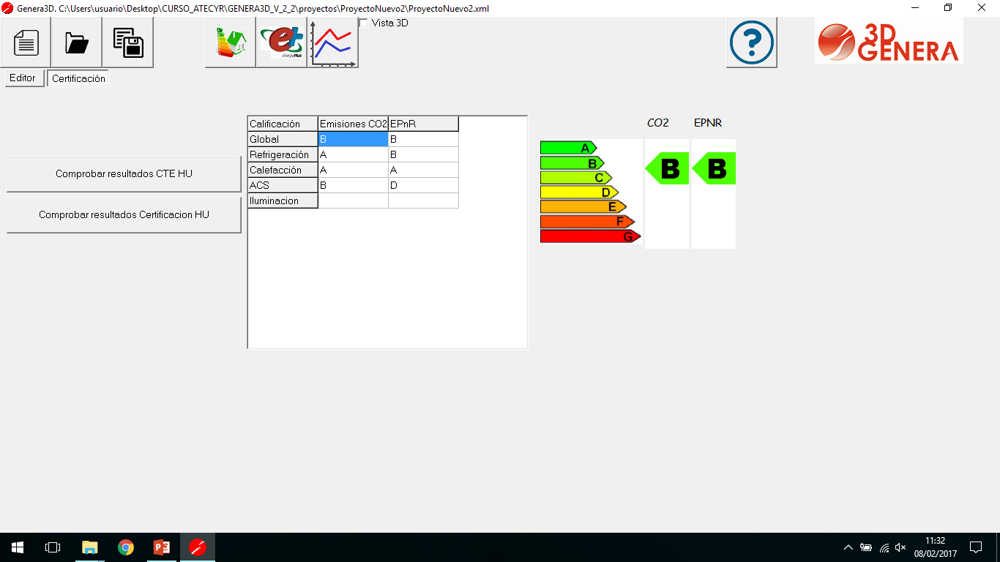 Genera3D. C:\Users\usuario\Desktop\CURSO_ATECYR\GENERA3D_V_2_2\proyectos\ProyectoNuevo2\ProyectoNuevo2.xml
et
EnergyPlus
Vista 3D
?
3D
GENERA
Editor
Certificación
Calificación Emisiones CO2 EPnR
Global B B
Refrigeración A B
Calefacción A A
ACS B D
Iluminacion
Comprobar resultados CTE HU
Comprobar resultados Certificacion HU
CO2 EPNR
A
B
C
D
E
F
G
B B
11:32
08/02/2017